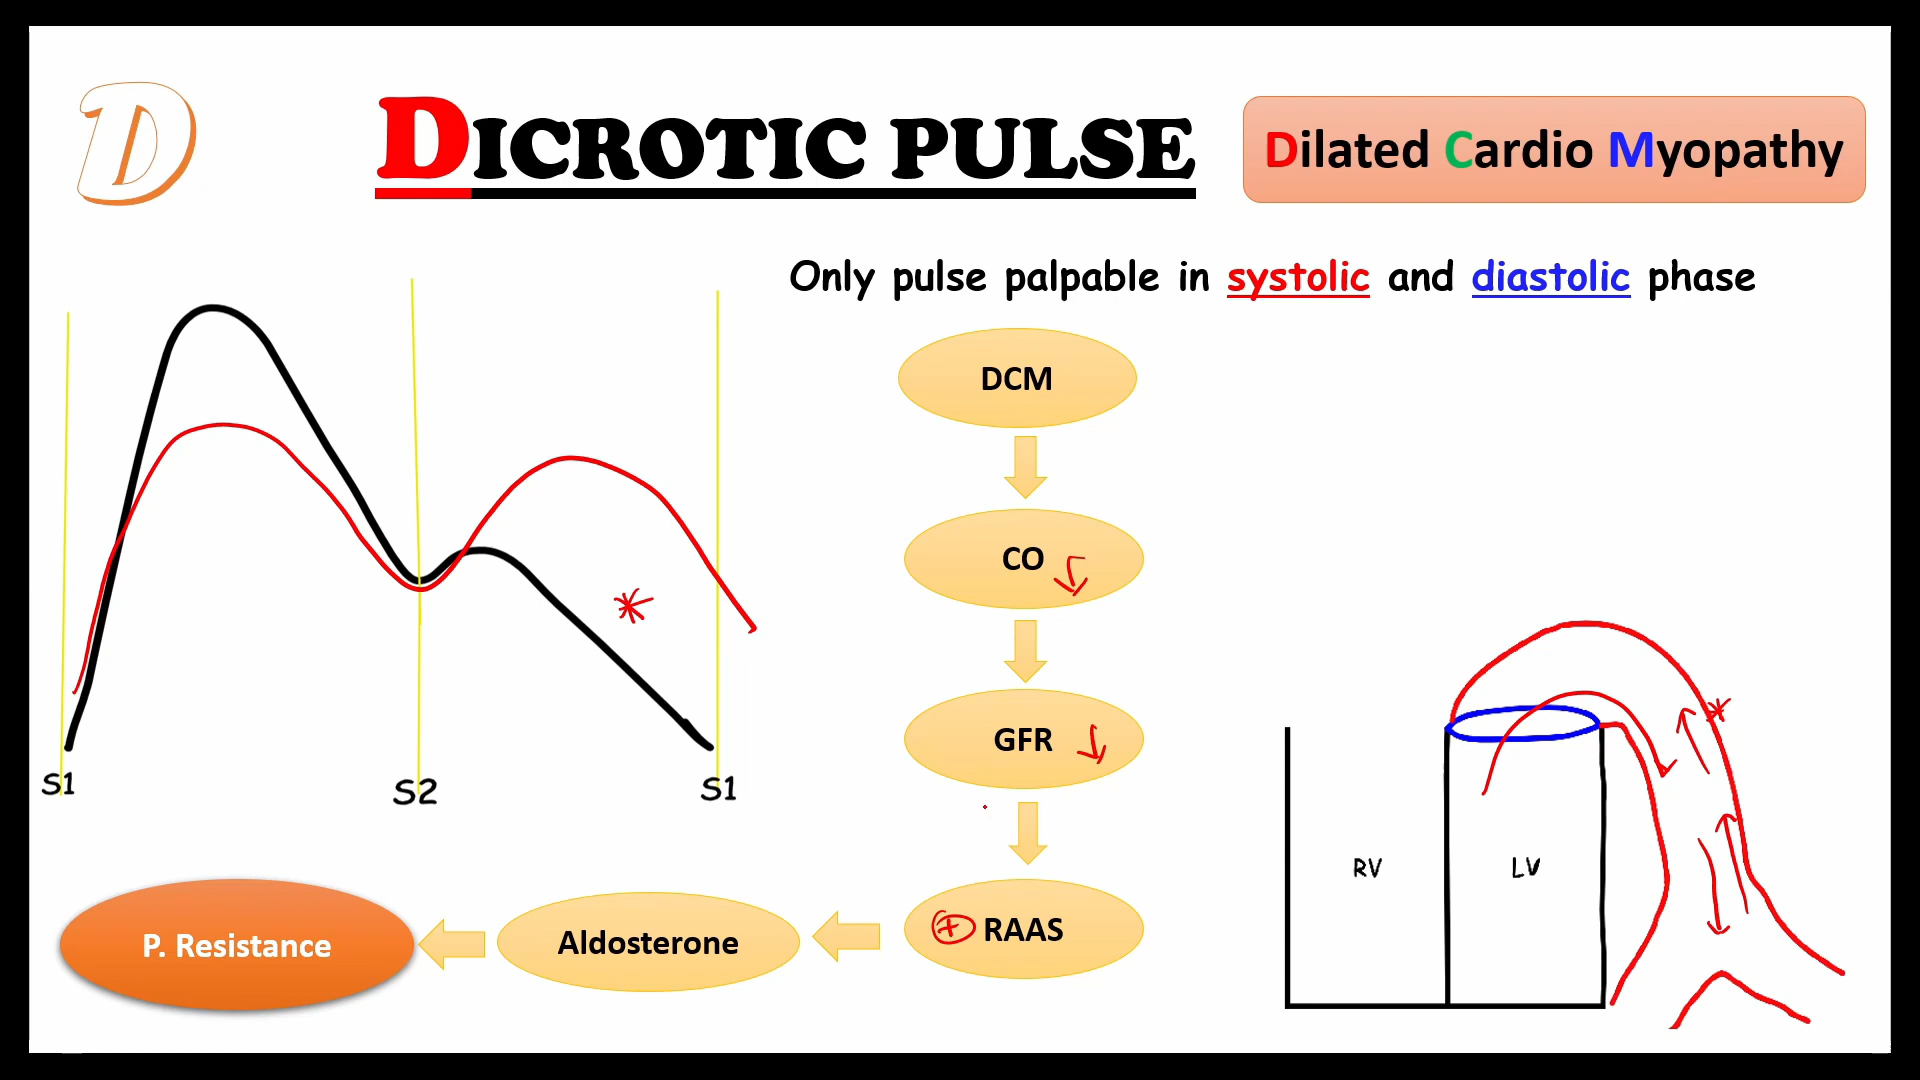 D
DICROTIC PULSE
Dilated Cardio Myopathy
Only pulse palpable in systolic and diastolic phase
DCM
CO
GFR
S1
S2
S1
RV
LV
P. Resistance
Aldosterone
+ RAAS